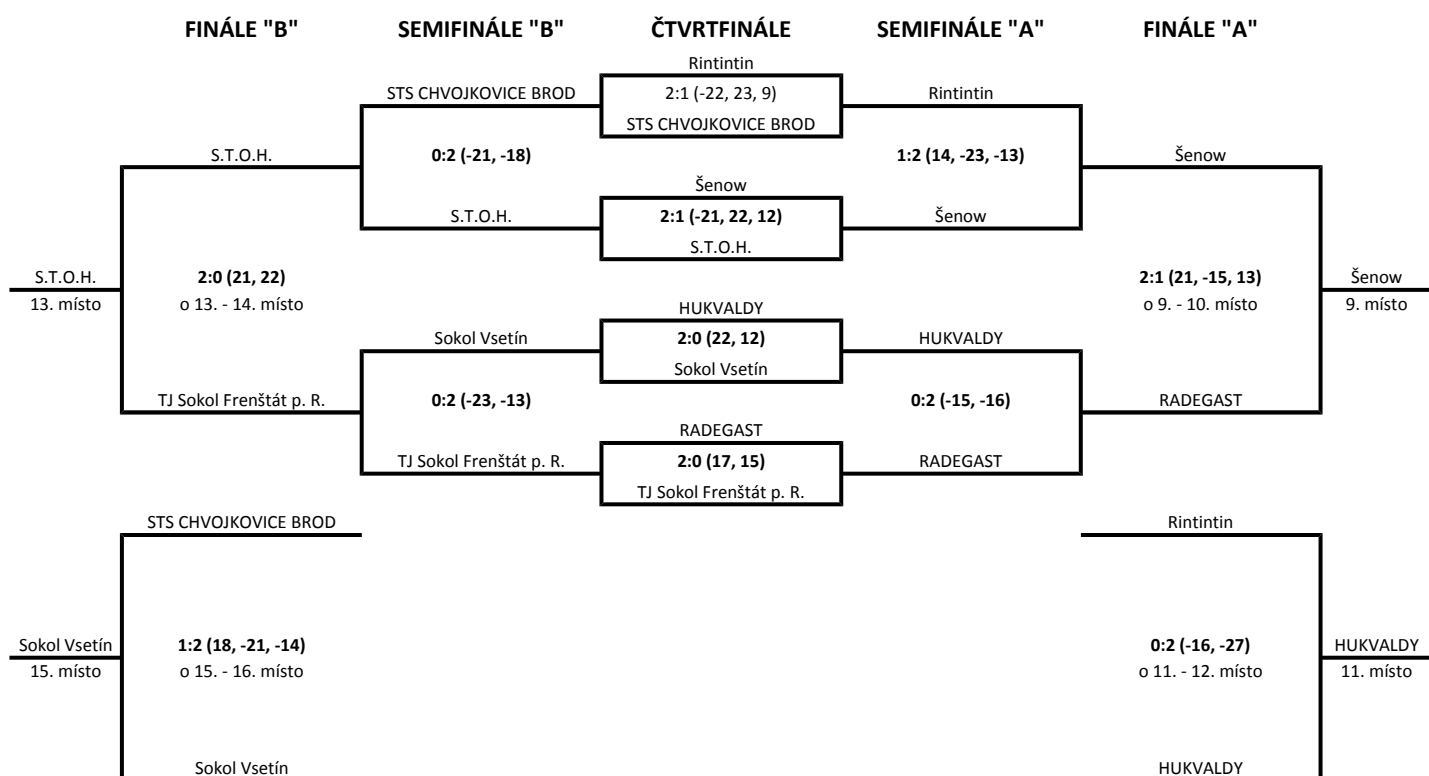 FINÁLE "B" SEMIFINÁLE "B" ČTVRTFINÁLE SEMIFINÁLE "A" FINÁLE "A"
Rintintin
STS CHVOJKOVICE BROD 2:1 (-22, 23, 9) Rintintin
STS CHVOJKOVICE BROD
S.T.O.H. 0:2 (-21, -18) 1:2 (14, -23, -13) Šenow
Šenow
S.T.O.H. 2:1 (-21, 22, 12) Šenow
S.T.O.H.
S.T.O.H. 2:0 (21, 22) 2:1 (21, -15, 13) Šenow
13. místo o 13. - 14. místo o 9. - 10. místo 9. místo
HUKVALDY
Sokol Vsetín 2:0 (22, 12) HUKVALDY
Sokol Vsetín
TJ Sokol Frenštát p. R. 0:2 (-23, -13) 0:2 (-15, -16) RADEGAST
RADEGAST
TJ Sokol Frenštát p. R. 2:0 (17, 15) RADEGAST
TJ Sokol Frenštát p. R.
STS CHVOJKOVICE BROD Rintintin
Sokol Vsetín 1:2 (18, -21, -14) 0:2 (-16, -27) HUKVALDY
15. místo o 15. - 16. místo o 11. - 12. místo 11. místo
Sokol Vsetín HUKVALDY